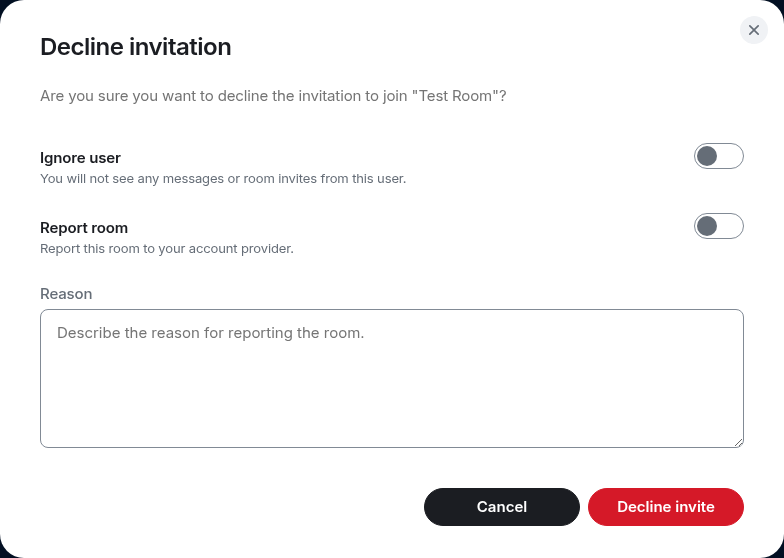 Decline invitation
Are you sure you want to decline the invitation to join "Test Room"?
Ignore user
You will not see any messages or room invites from this user.
Report room
Report this room to your account provider.
Reason
Describe the reason for reporting the room.
Cancel
Decline invite